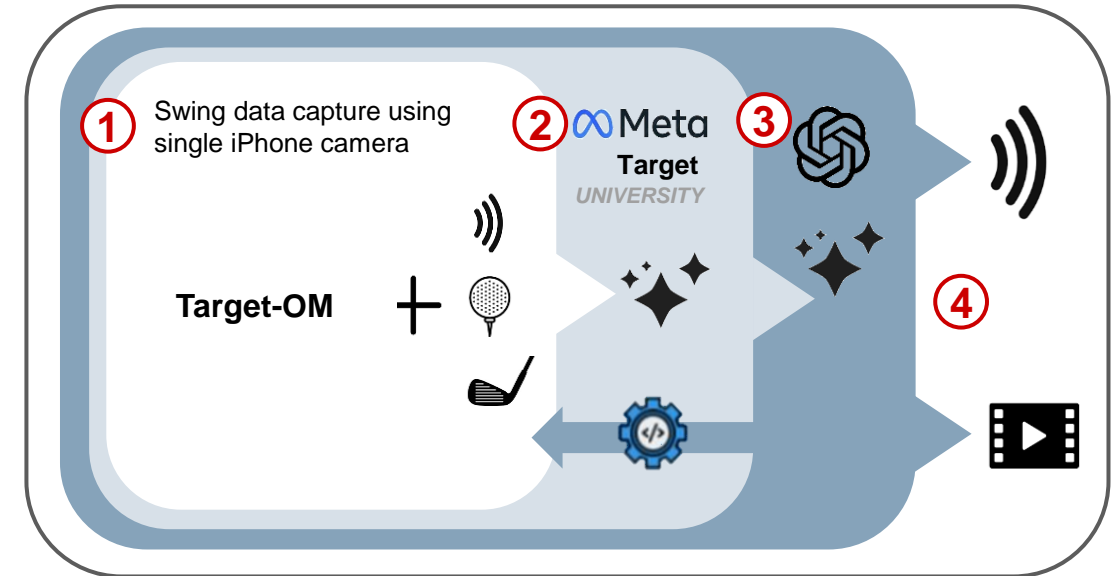 1
Swing data capture using
single iPhone camera
2
Meta
Target
UNIVERSITY
3
Target-OM
</>
4